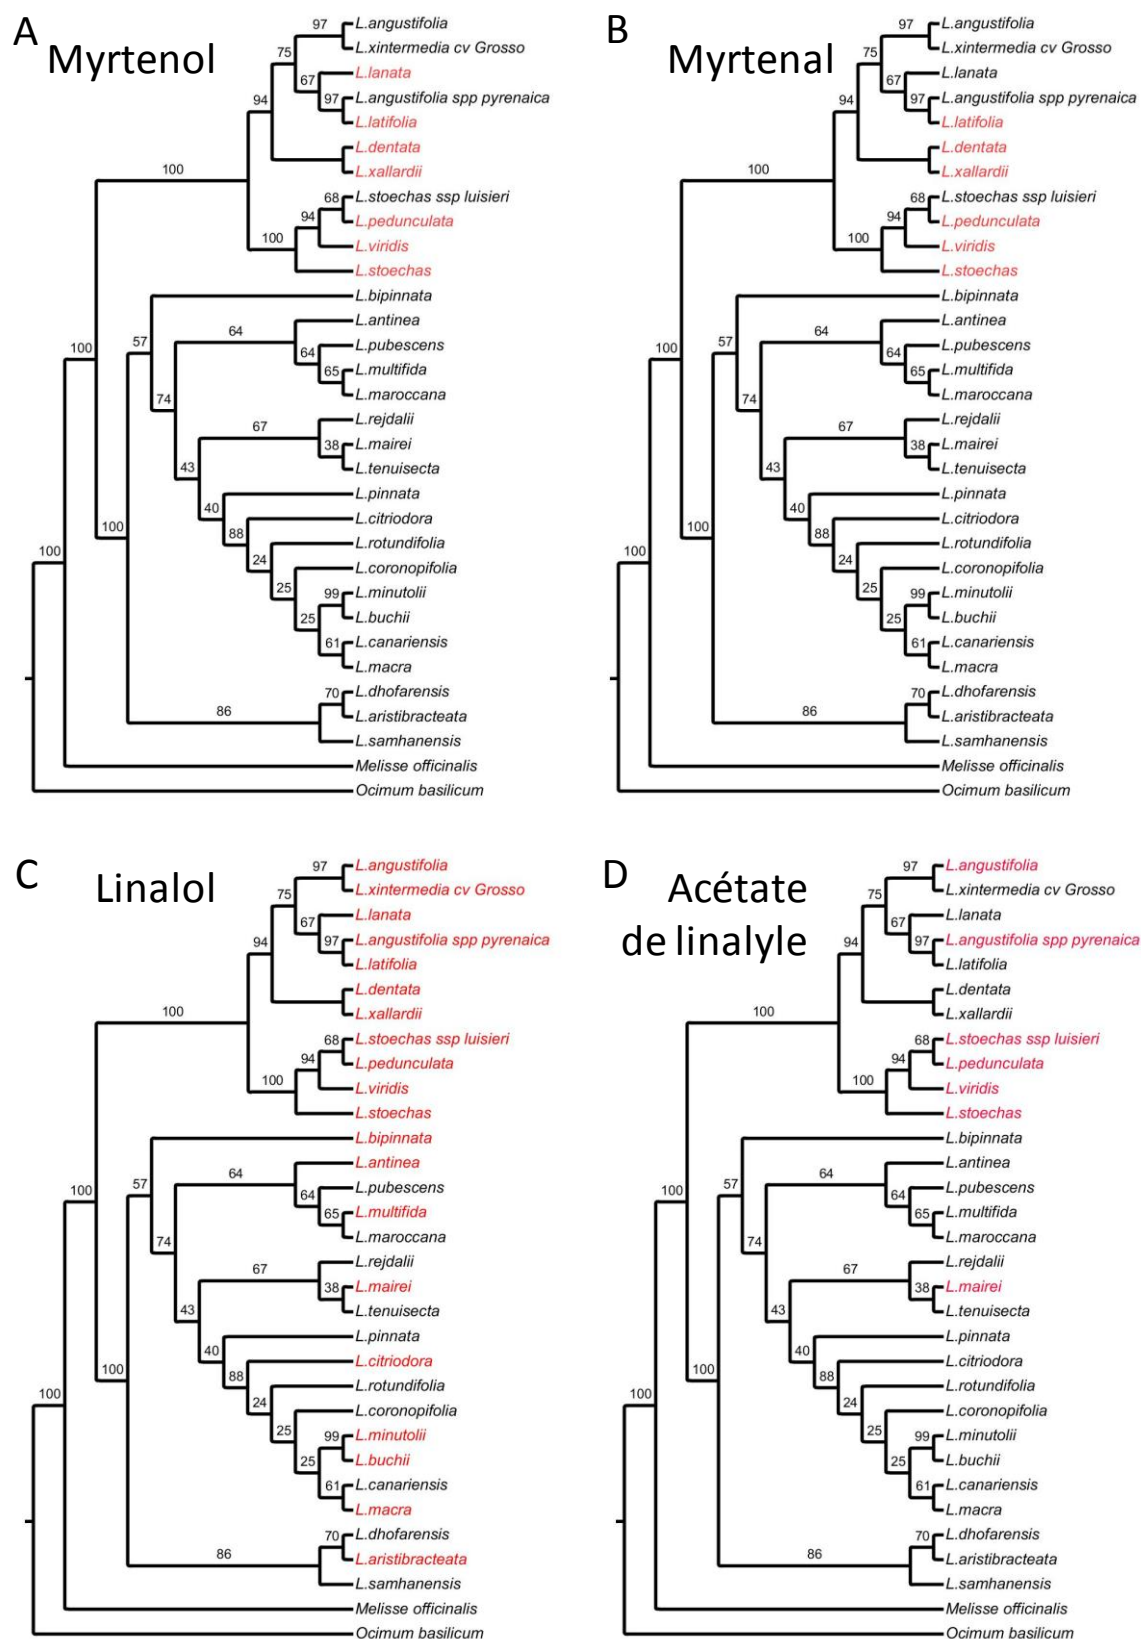 A
Myrtenol
97
L.angustifolia
L.xintermedia cv Grosso
75
67
L.lanata
97
L.angustifolia spp pyrenaica
L.latifolia
94
L.dentata
L.xallardii
100
68
L.stoechas ssp luisieri
L.pedunculata
94
L.viridis
100
L.stoechas
L.bipinnata
57
64
L.antinea
100
64
L.pubescens
65
L.multifida
L.maroccana
74
67
L.rejdalii
38
L.mairei
L.tenuisecta
43
L.pinnata
40
L.citriodora
88
L.rotundifolia
24
L.coronopifolia
25
99
L.minutolii
L.buchii
25
61
L.canariensis
L.macra
100
100
70
L.dhofarensis
L.aristibracteata
86
L.samhanensis
Melisse officinalis
Ocimum basilicum
B
Myrtenal
97
L.angustifolia
L.xintermedia cv Grosso
75
67
L.lanata
97
L.angustifolia spp pyrenaica
L.latifolia
94
L.dentata
L.xallardii
100
68
L.stoechas ssp luisieri
L.pedunculata
94
L.viridis
100
L.stoechas
L.bipinnata
57
64
L.antinea
100
64
L.pubescens
65
L.multifida
L.maroccana
74
67
L.rejdalii
38
L.mairei
L.tenuisecta
43
L.pinnata
40
L.citriodora
88
L.rotundifolia
24
L.coronopifolia
25
99
L.minutolii
L.buchii
25
61
L.canariensis
L.macra
100
100
70
L.dhofarensis
L.aristibracteata
86
L.samhanensis
Melisse officinalis
Ocimum basilicum
C
Linalol
97
L.angustifolia
L.xintermedia cv Grosso
75
67
L.lanata
97
L.angustifolia spp pyrenaica
L.latifolia
94
L.dentata
L.xallardii
100
68
L.stoechas ssp luisieri
L.pedunculata
94
L.viridis
100
L.stoechas
L.bipinnata
57
64
L.antinea
100
64
L.pubescens
65
L.multifida
L.maroccana
74
67
L.rejdalii
38
L.mairei
L.tenuisecta
43
L.pinnata
40
L.citriodora
88
L.rotundifolia
24
L.coronopifolia
25
99
L.minutolii
L.buchii
25
61
L.canariensis
L.macra
100
100
70
L.dhofarensis
L.aristibracteata
86
L.samhanensis
Melisse officinalis
Ocimum basilicum
D
Acétate
de linalyle
97
L.angustifolia
L.xintermedia cv Grosso
75
67
L.lanata
97
L.angustifolia spp pyrenaica
L.latifolia
94
L.dentata
L.xallardii
100
68
L.stoechas ssp luisieri
L.pedunculata
94
L.viridis
100
L.stoechas
L.bipinnata
57
64
L.antinea
100
64
L.pubescens
65
L.multifida
L.maroccana
74
67
L.rejdalii
38
L.mairei
L.tenuisecta
43
L.pinnata
40
L.citriodora
88
L.rotundifolia
24
L.coronopifolia
25
99
L.minutolii
L.buchii
25
61
L.canariensis
L.macra
100
100
70
L.dhofarensis
L.aristibracteata
86
L.samhanensis
Melisse officinalis
Ocimum basilicum